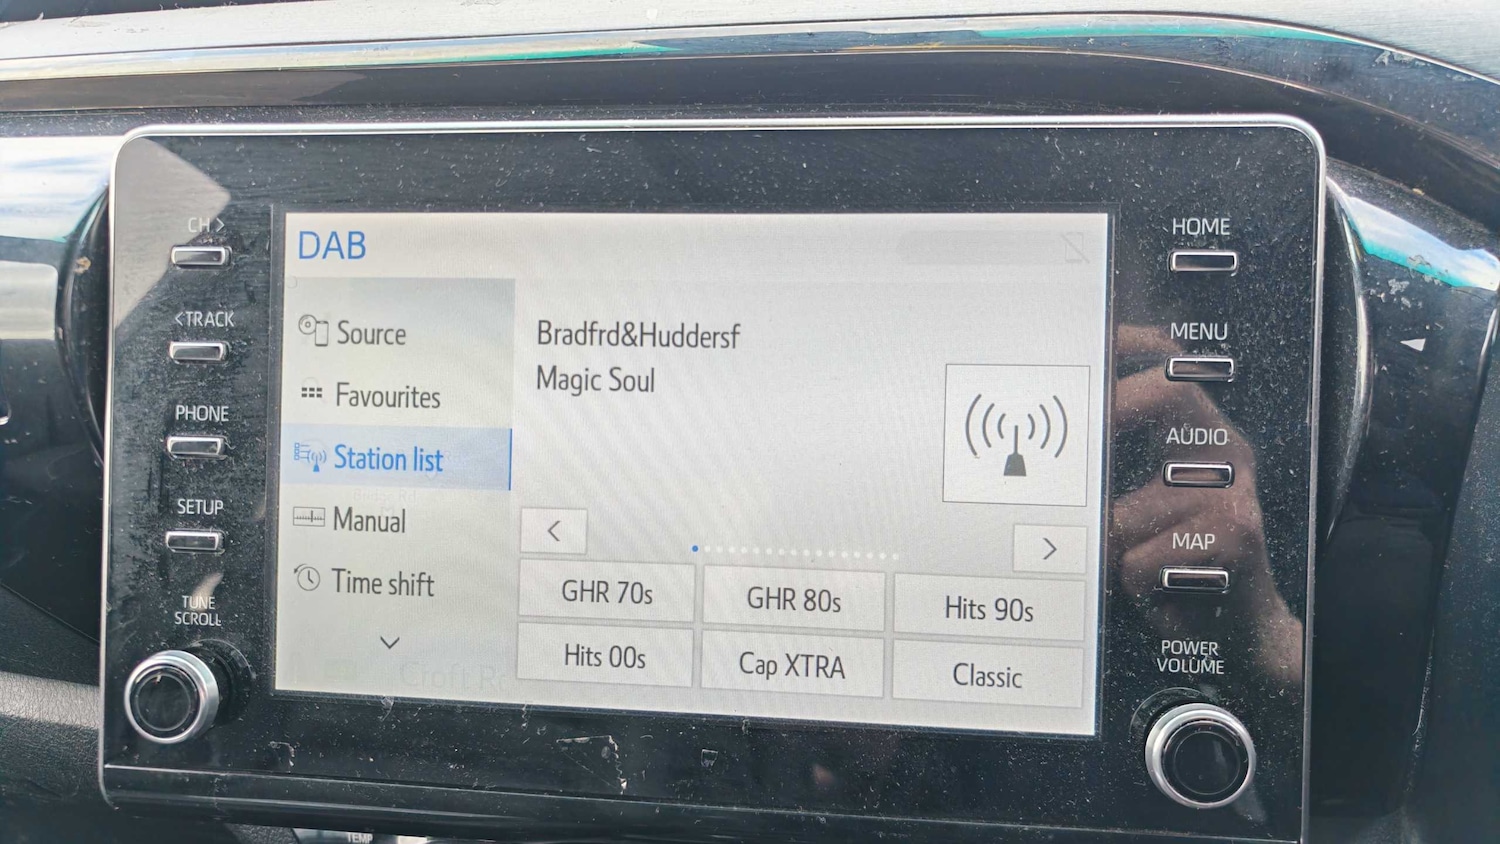 CH>
<TRACK
PHONE
SETUP
TUNE
SCROLL
DAB
Source
Favourites
Station list
Manual
Time shift
Bradfrd&Huddersf
Magic Soul
<
>
GHR 70s
GHR 80s
Hits 90s
Hits 00s
Cap XTRA
Classic
HOME
MENU
AUDIO
MAP
POWER
VOLUME
TEMP